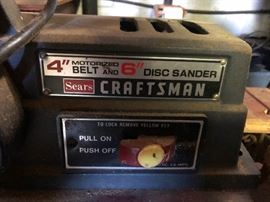 4" MOTORIZED BELT AND 6" DISC SANDER
Sears CRAFTSMAN
TO LOCK REMOVE YELLOW KEY
PULL ON
PUSH OFF